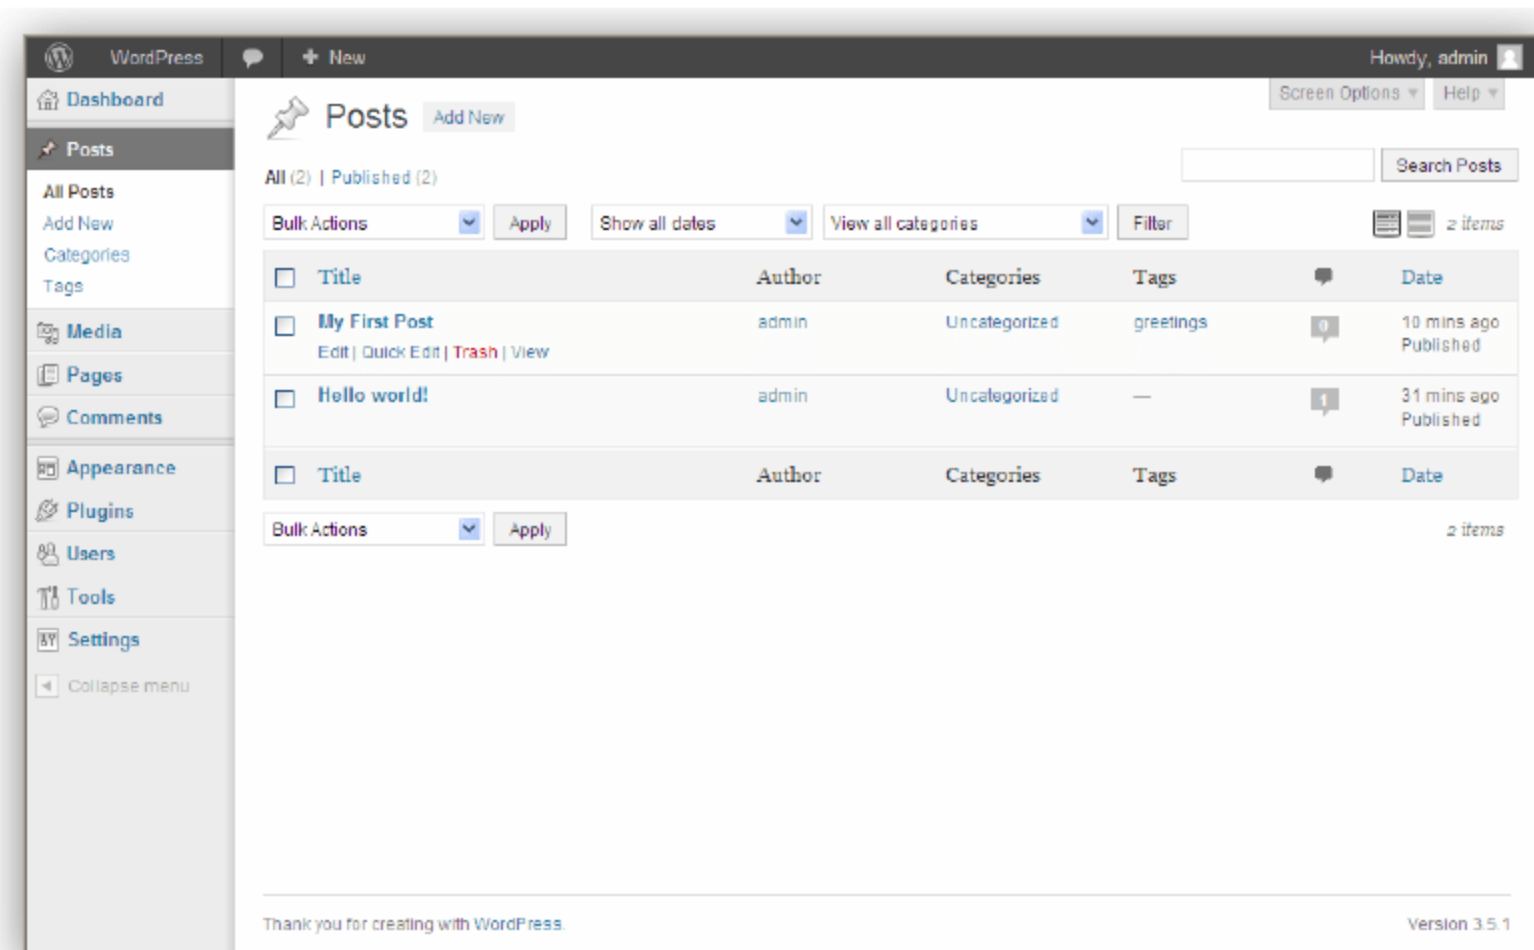 WordPress + New Howdy, admin
Dashboard
Screen Options Help
Posts Add New
Posts
Search Posts
All (2) | Published (2)
All Posts
Add New
Categories
Tags
Bulk Actions Apply Show all dates View all categories Filter 2 items
Title Author Categories Tags Date
My First Post admin Uncategorized greetings 0 10 mins ago
Edit | Quick Edit | Trash | View Published
Hello world! admin Uncategorized — 1 31 mins ago
Published
Title Author Categories Tags Date
Bulk Actions Apply 2 items
Media
Pages
Comments
Appearance
Plugins
Users
Tools
Settings
Collapse menu
Thank you for creating with WordPress. Version 3.5.1